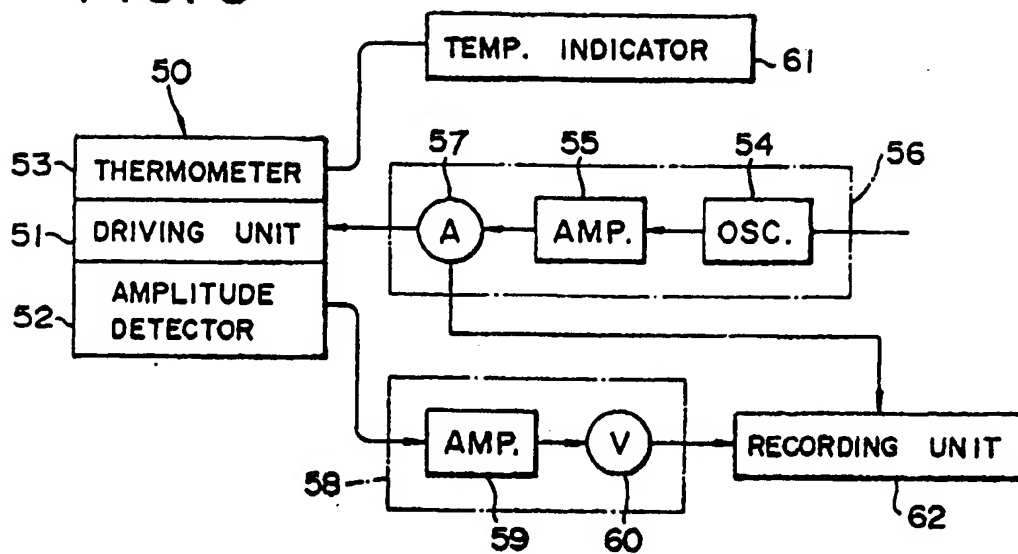 TEMP. INDICATOR
61
50
57
55
54
56
53
THERMOMETER
51
DRIVING UNIT
A
AMP.
OSC.
52
AMPLITUDE
DETECTOR
58
AMP.
V
RECORDING UNIT
59
60
62